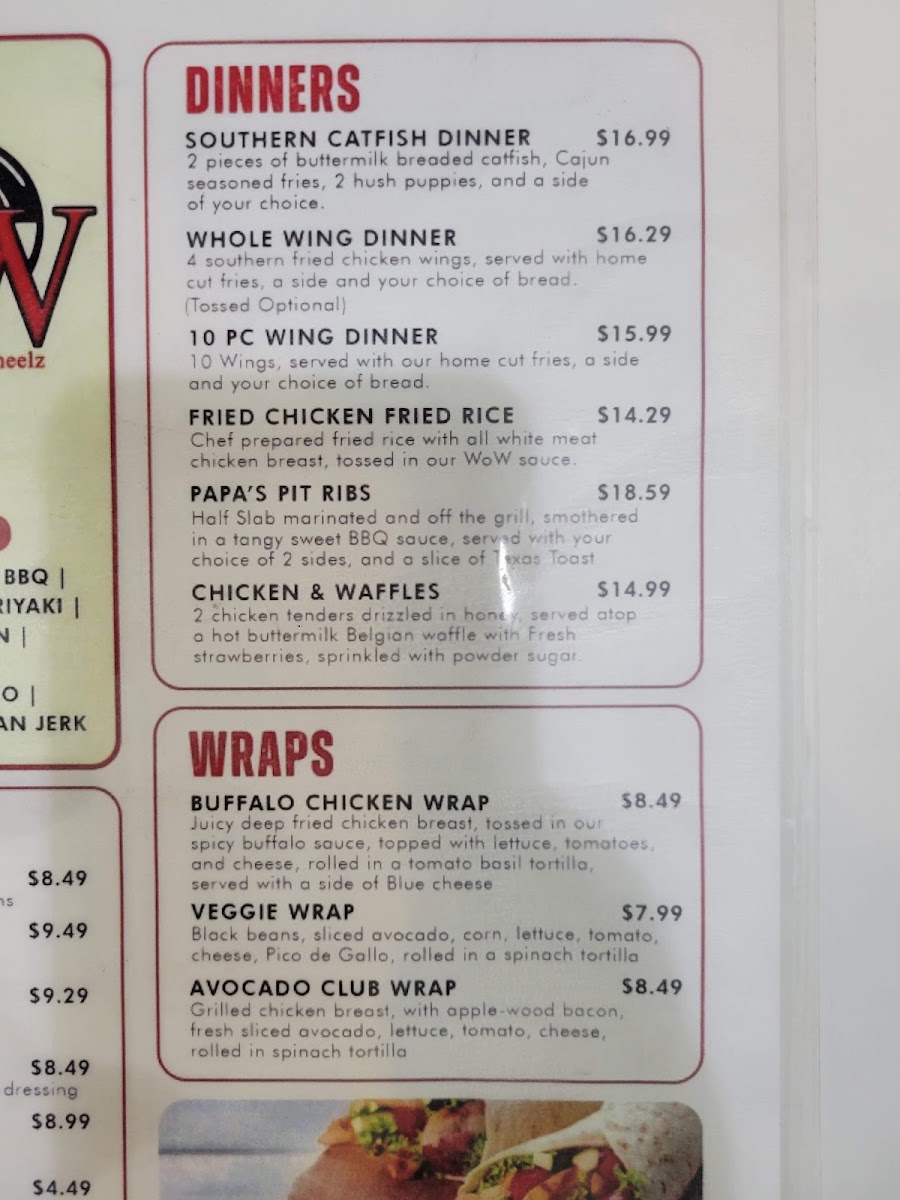 W
heelz
BBQ |
RIYAKI |
N |
O |
AN JERK
$8.49
ns
$9.49
$9.29
$8.49
dressing
$8.99
$4.49
DINNERS
SOUTHERN CATFISH DINNER $16.99
2 pieces of buttermilk breaded catfish, Cajun
seasoned fries, 2 hush puppies, and a side
of your choice.
WHOLE WING DINNER $16.29
4 southern fried chicken wings, served with home
cut fries, a side and your choice of bread.
(Tossed Optional)
10 PC WING DINNER $15.99
10 Wings, served with our home cut fries, a side
and your choice of bread.
FRIED CHICKEN FRIED RICE $14.29
Chef prepared fried rice with all white meat
chicken breast, tossed in our WoW sauce.
PAPA'S PIT RIBS $18.59
Half Slab marinated and off the grill, smothered
in a tangy sweet BBQ sauce, served with your
choice of 2 sides, and a slice of Texas Toast
CHICKEN & WAFFLES $14.99
2 chicken tenders drizzled in honey, served atop
a hot buttermilk Belgian waffle with Fresh
strawberries, sprinkled with powder sugar.
WRAPS
BUFFALO CHICKEN WRAP $8.49
Juicy deep fried chicken breast, tossed in our
spicy buffalo sauce, topped with lettuce, tomatoes,
and cheese, rolled in a tomato basil tortilla,
served with a side of Blue cheese
VEGGIE WRAP $7.99
Black beans, sliced avocado, corn, lettuce, tomato,
cheese, Pico de Gallo, rolled in a spinach tortilla
AVOCADO CLUB WRAP $8.49
Grilled chicken breast, with apple-wood bacon,
fresh sliced avocado, lettuce, tomato, cheese,
rolled in spinach tortilla